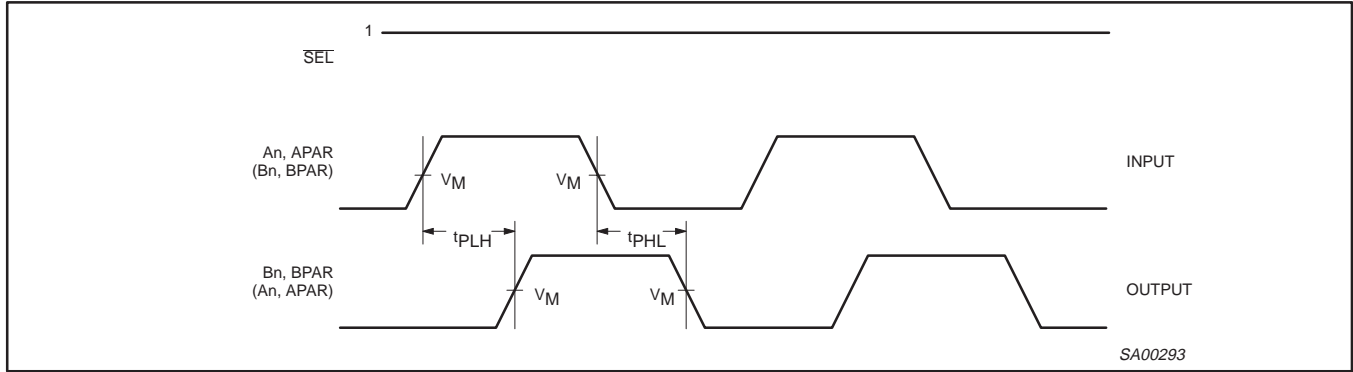 1
SEL
An, APAR
(Bn, BPAR)
VM
VM
INPUT
tPLH
tPHL
Bn, BPAR
(An, APAR)
VM
VM
OUTPUT
SA00293